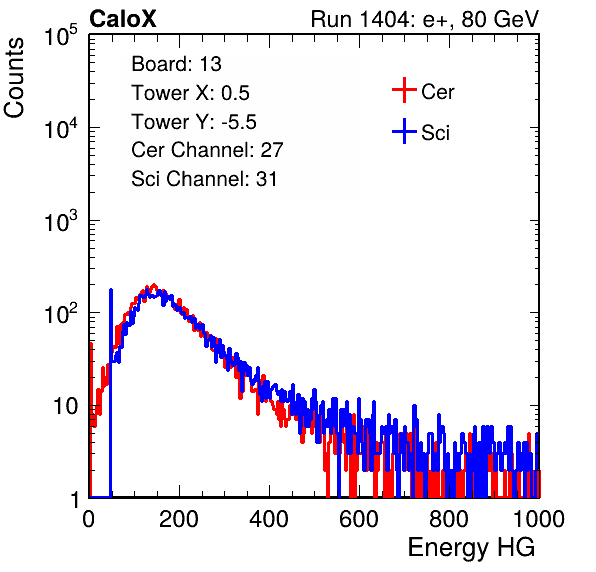 CaloX Run 1404: e+, 80 GeV
Counts
Board: 13
Tower X: 0.5
Tower Y: -5.5
Cer Channel: 27
Sci Channel: 31
Cer
Sci
10^5
10^4
10^3
10^2
10
1
0 200 400 600 800 1000
Energy HG